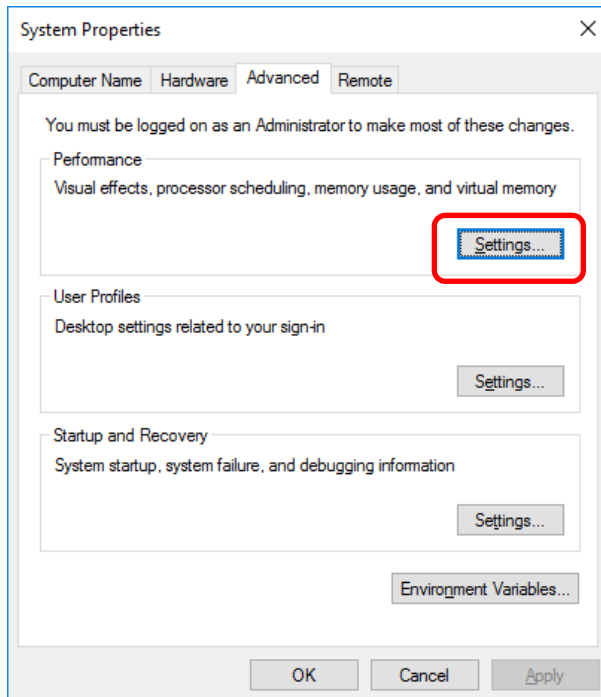 System Properties
Computer Name Hardware Advanced Remote
You must be logged on as an Administrator to make most of these changes.
Performance
Visual effects, processor scheduling, memory usage, and virtual memory
Settings...
User Profiles
Desktop settings related to your sign-in
Settings...
Startup and Recovery
System startup, system failure, and debugging information
Settings...
Environment Variables...
OK Cancel Apply